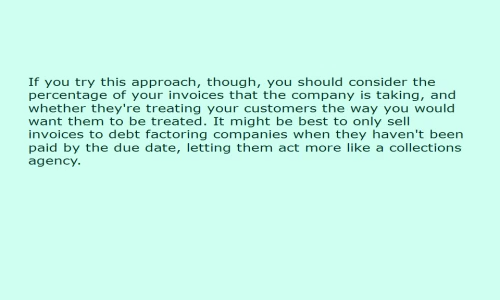 If you try this approach, though, you should consider the
percentage of your invoices that the company is taking, and
whether they're treating your customers the way you would
want them to be treated. It might be best to only sell
invoices to debt factoring companies when they haven't been
paid by the due date, letting them act more like a collections
agency.